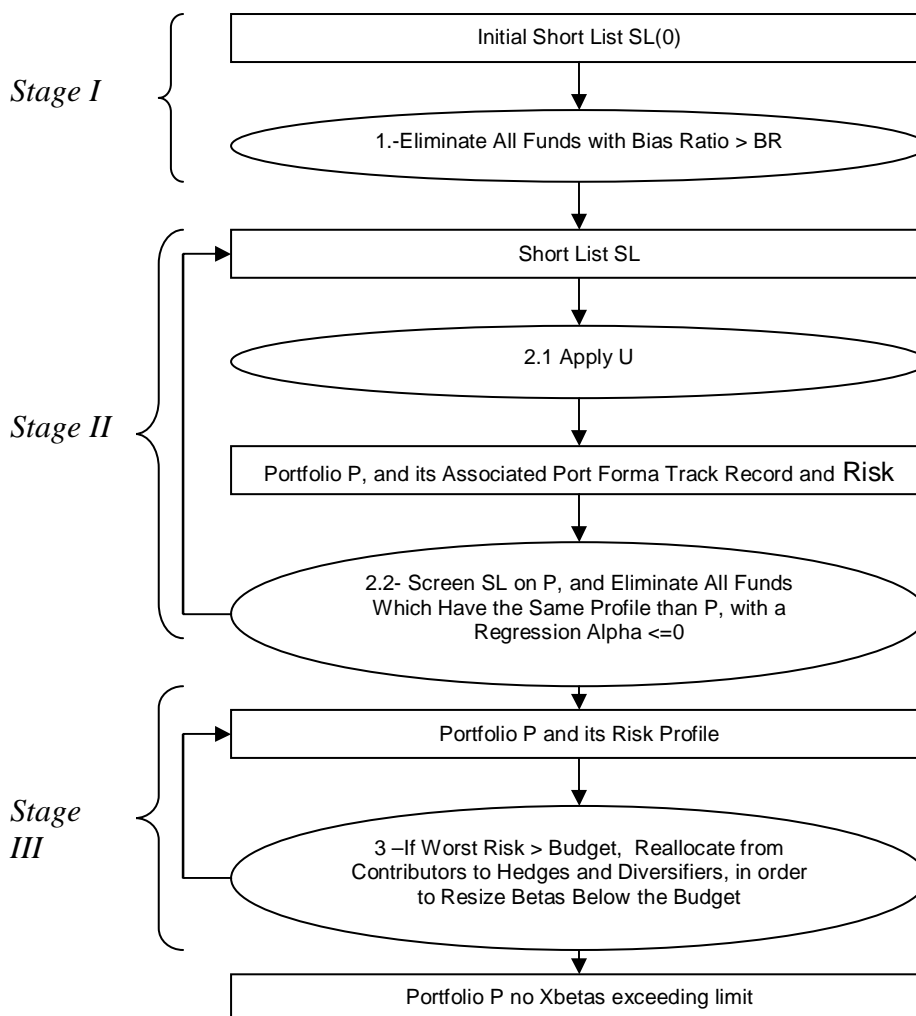 Initial Short List SL(0)
Stage I
1.-Eliminate All Funds with Bias Ratio > BR
Short List SL
2.1 Apply U
Stage II
Portfolio P, and its Associated Port Forma Track Record and Risk
2.2- Screen SL on P, and Eliminate All Funds
Which Have the Same Profile than P, with a
Regression Alpha <=0
Portfolio P and its Risk Profile
Stage
III
3 –If Worst Risk > Budget, Reallocate from
Contributors to Hedges and Diversifiers, in order
to Resize Betas Below the Budget
Portfolio P no Xbetas exceeding limit